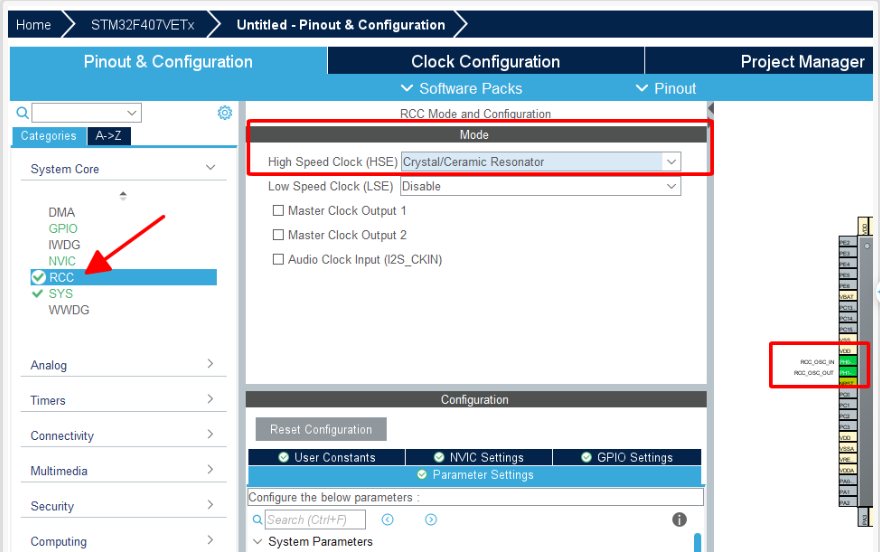 Home STM32F407VETx Untitled - Pinout & Configuration
Pinout & Configuration Clock Configuration Project Manager
Software Packs Pinout
RCC Mode and Configuration
Categories A->Z
Mode
System Core
High Speed Clock (HSE) Crystal/Ceramic Resonator
Low Speed Clock (LSE) Disable
Master Clock Output 1
Master Clock Output 2
Audio Clock Input (I2S_CKIN)
DMA
GPIO
IWDG
NVIC
RCC
SYS
WWDG
Analog
Timers
Connectivity
Multimedia
Security
Computing
Configuration
Reset Configuration
User Constants NVIC Settings GPIO Settings
Parameter Settings
Configure the below parameters :
Search (Ctrl+F)
System Parameters
VDD
PE2
PE3
PE4
PE5
PE6
VBAT
PC13
PC14
PC15
VSS
VDD
RCC_OSC_IN PH0-
RCC_OSC_OUT PH1-
NRST
PC0
PC1
PC2
PC3
VDD
VSSA
VRE
VDDA
PA0-
PA1
PA2
PA3